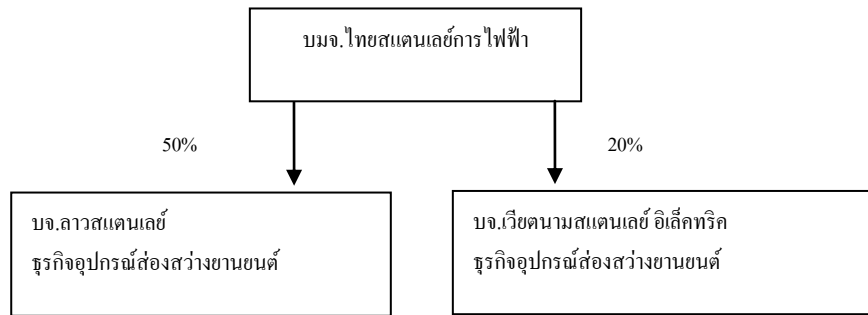 บมจ.ไทยสแตนเลย์การไฟฟ้า
50%
20%
บจ.ลาวสแตนเลย์
ธุรกิจอุปกรณ์ส่องสว่างยานยนต์
บจ.เวียตนามสแตนเลย์ อิเล็คทริค
ธุรกิจอุปกรณ์ส่องสว่างยานยนต์